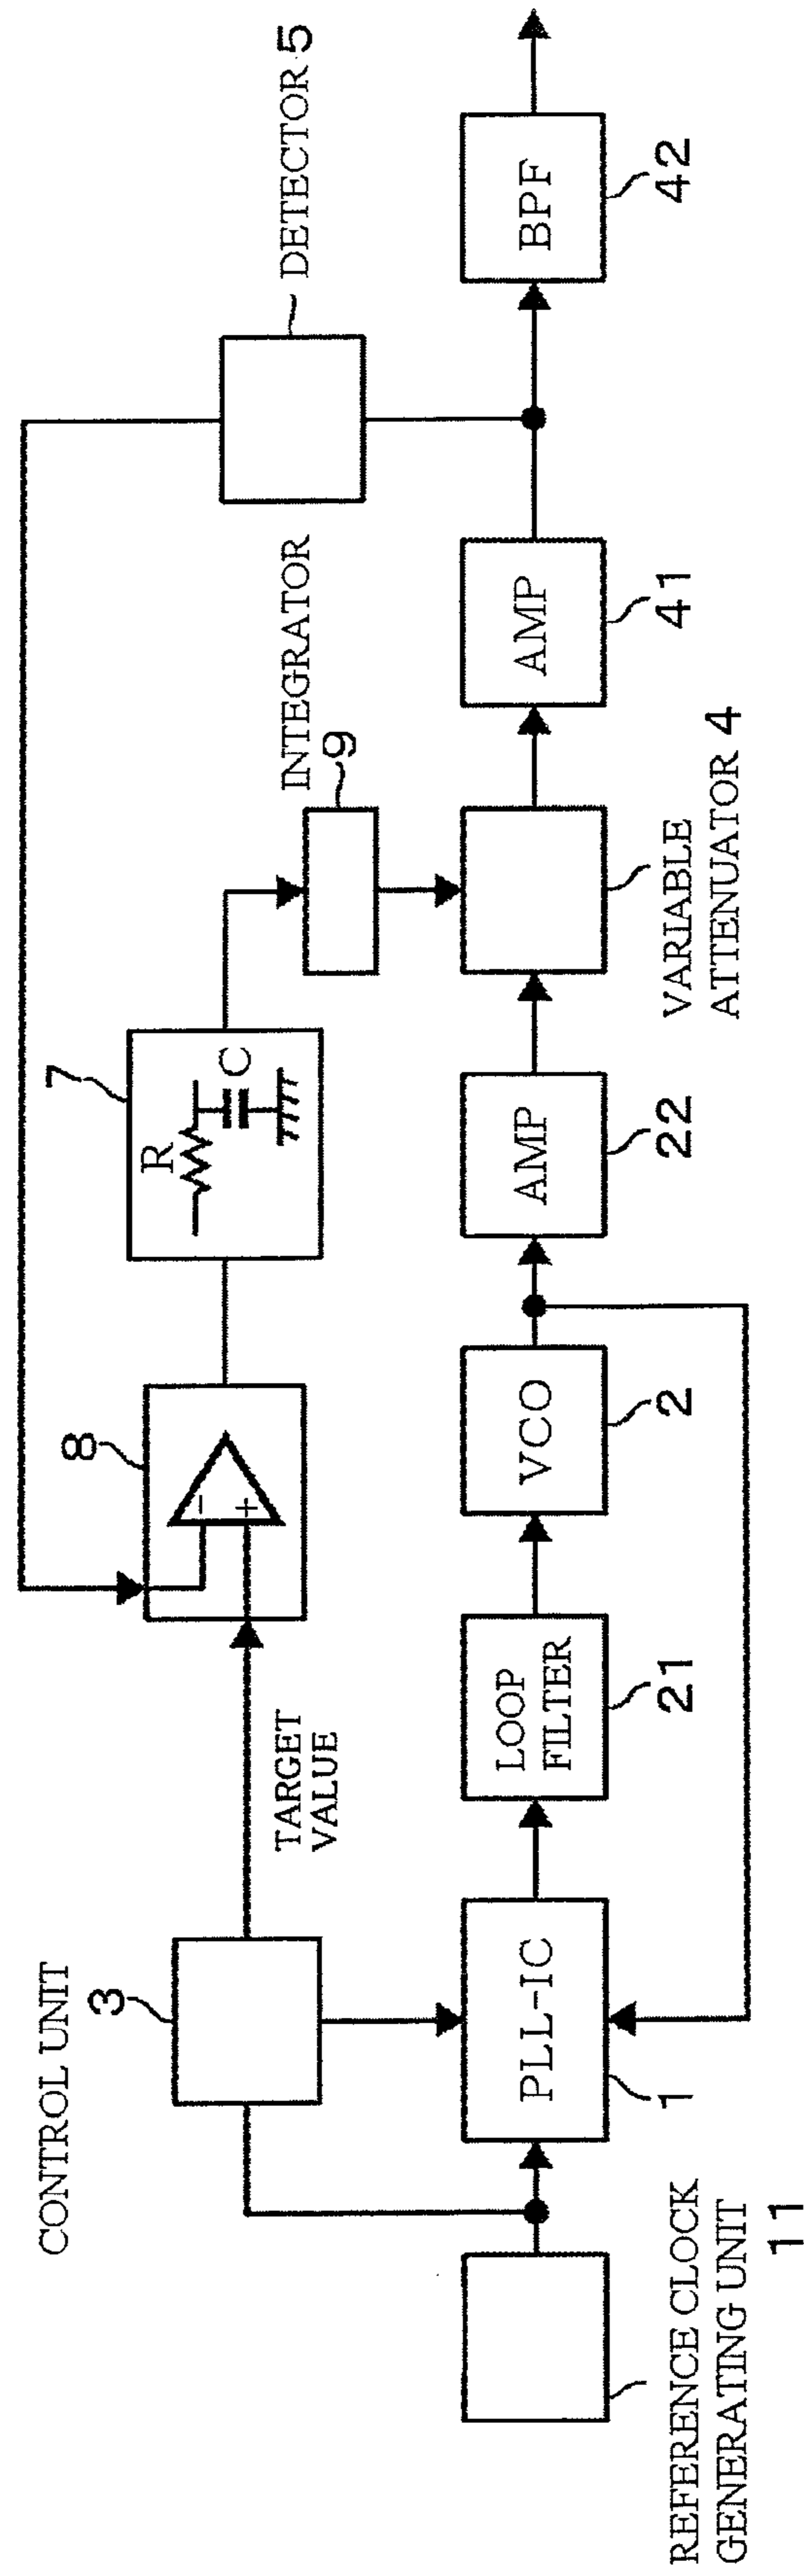 CONTROL UNIT
3
TARGET
VALUE
8
-
+
7
R
C
INTEGRATOR
9
DETECTOR 5
REFERENCE CLOCK
GENERATING UNIT
11
PLL-IC
1
LOOP
FILTER
21
VCO
2
AMP
22
VARIABLE
ATTENUATOR 4
AMP
41
BPF
42